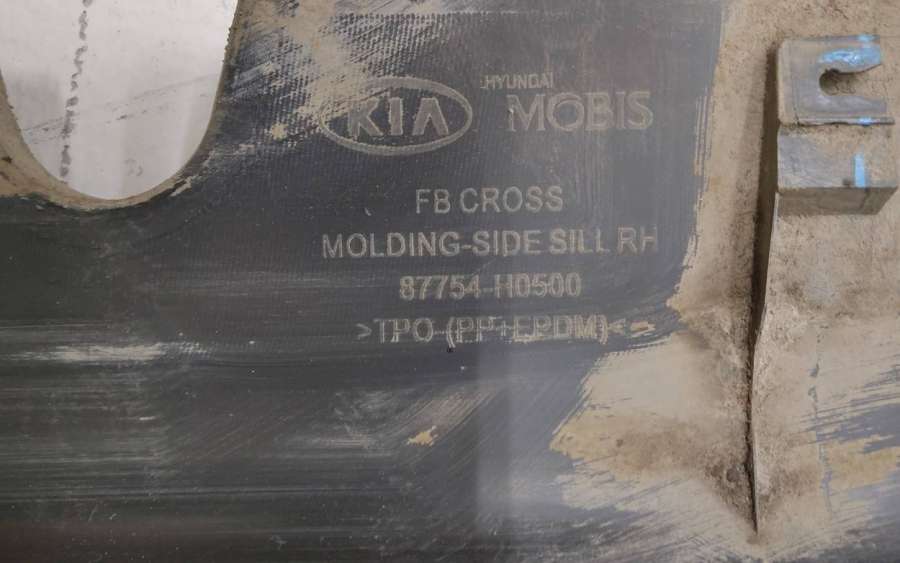 KIA HYUNDAI MOBIS
FB CROSS
MOLDING-SIDE SILL RH
87754-H0500
>TPO-(PP+EPDM)<